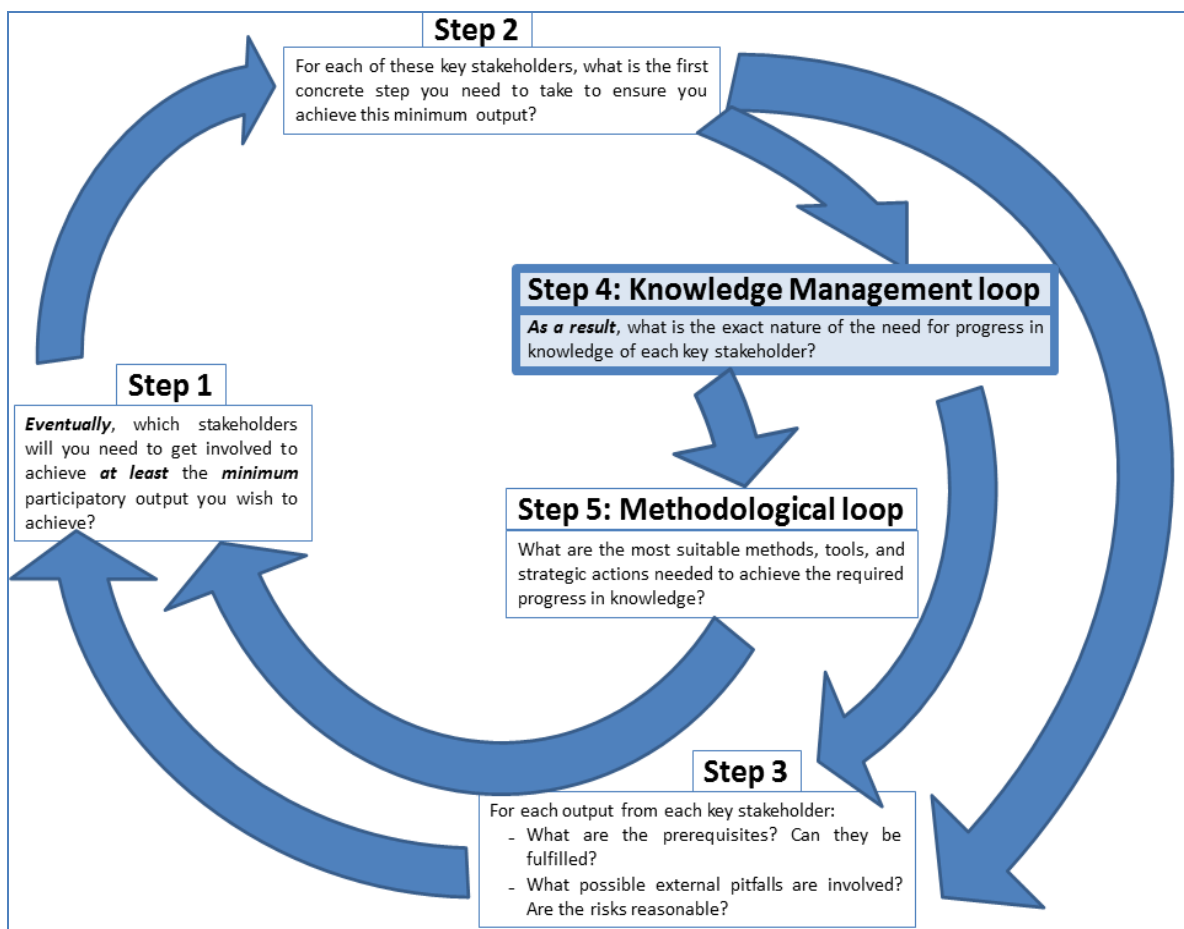 Step 2
For each of these key stakeholders, what is the first
concrete step you need to take to ensure you
achieve this minimum output?
Step 4: Knowledge Management loop
As a result, what is the exact nature of the need for progress in
knowledge of each key stakeholder?
Step 1
Eventually, which stakeholders
will you need to get involved to
achieve at least the minimum
participatory output you wish to
achieve?
Step 5: Methodological loop
What are the most suitable methods, tools, and
strategic actions needed to achieve the required
progress in knowledge?
Step 3
For each output from each key stakeholder:
- What are the prerequisites? Can they be
fulfilled?
- What possible external pitfalls are involved?
Are the risks reasonable?